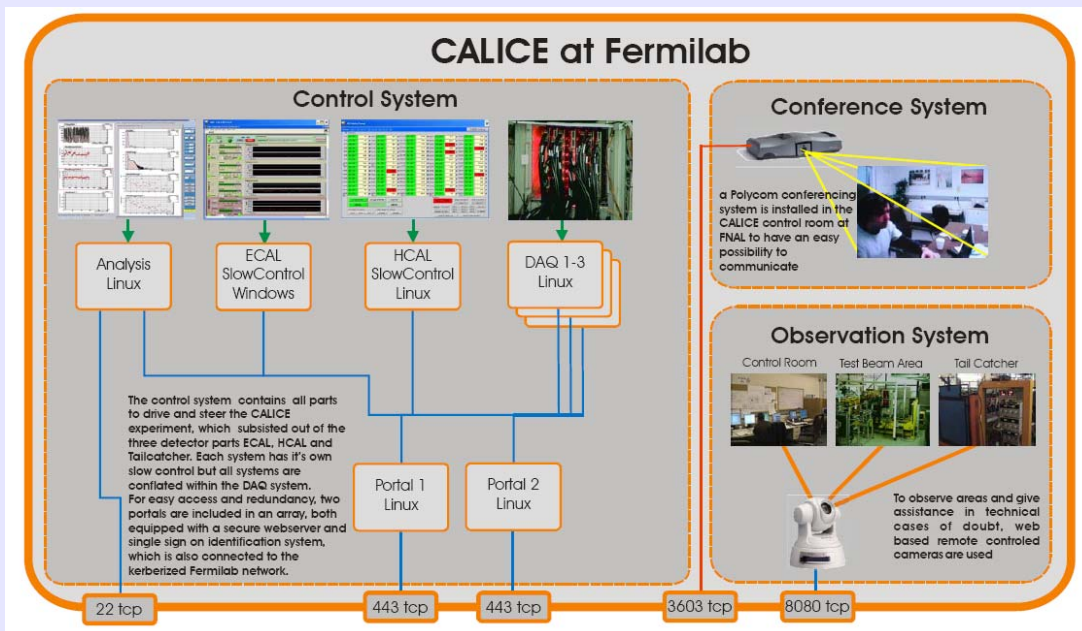 CALICE at Fermilab
Control System
Analysis
Linux
ECAL
SlowControl
Windows
HCAL
SlowControl
Linux
DAQ 1-3
Linux
The control system contains all parts
to drive and steer the CALICE
experiment, which subsisted out of the
three detector parts ECAL, HCAL and
Tailcatcher. Each system has it's own
slow control but all systems are
conflated within the DAQ system.
For easy access and redundancy, two
portals are included in an array, both
equipped with a secure webserver and
single sign on identification system,
which is also connected to the
kerberized Fermilab network.
Portal 1
Linux
Portal 2
Linux
Conference System
a Polycom conferencing
system is installed in the
CALICE control room at
FNAL to have an easy
possibility to
communicate
Observation System
Control Room
Test Beam Area
Tail Catcher
To observe areas and give
assistance in technical
cases of doubt, web
based remote controled
cameras are used
22 tcp
443 tcp
443 tcp
3603 tcp
8080 tcp